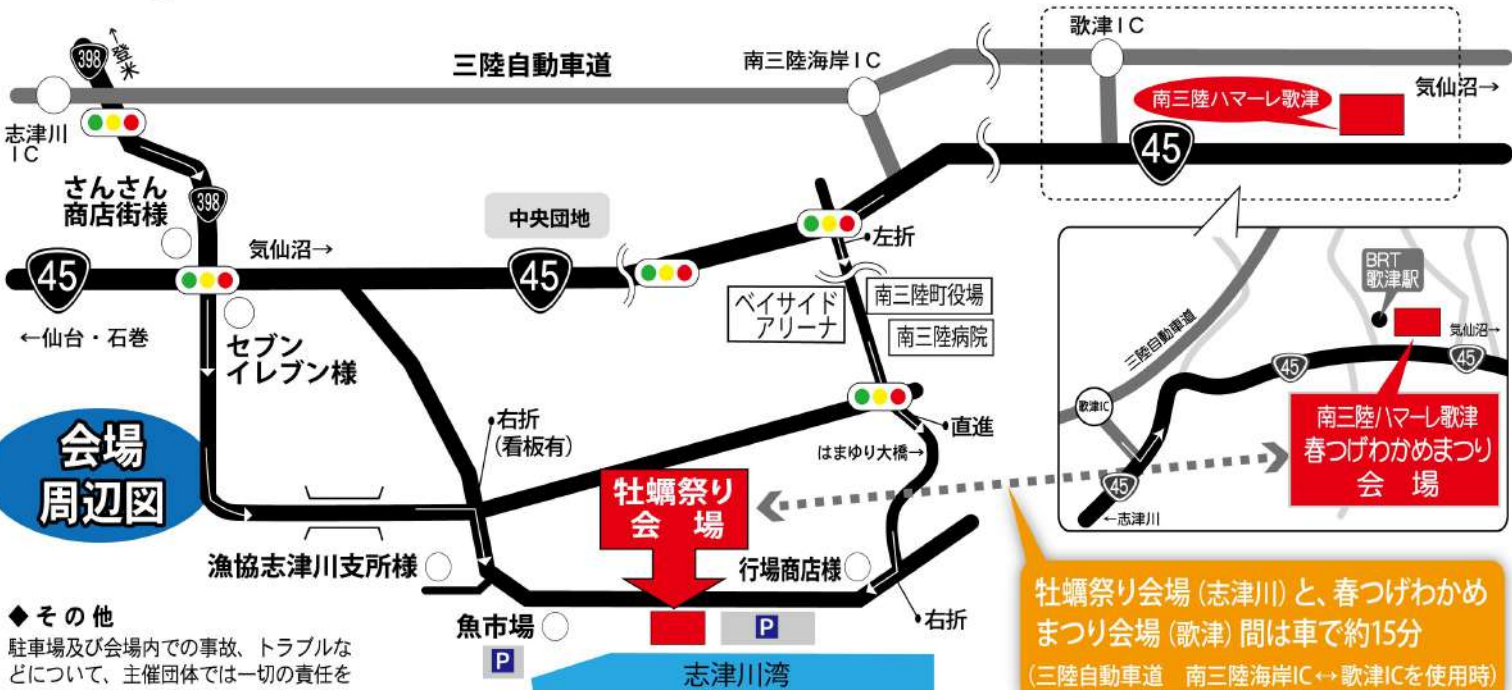 398
↑登米
三陸自動車道
南三陸海岸IC
歌津IC
気仙沼→
南三陸ハマーレ歌津
志津川
IC
45
さんさん
商店街様
398
中央団地
気仙沼→
45
45
左折
←仙台・石巻
セブン
イレブン様
ベイサイド
アリーナ
南三陸町役場
南三陸病院
BRT
歌津駅
三陸自動車道
気仙沼→
45
45
歌津IC
南三陸ハマーレ歌津
春つげわかめまつり
会 場
45
←志津川
会場
周辺図
右折
(看板有)
直進
はまゆり大橋→
牡蠣祭り
会 場
漁協志津川支所様
行場商店様
魚市場
P
P
右折
志津川湾
◆その他
駐車場及び会場内での事故、トラブルな
どについて、主催団体では一切の責任を
牡蠣祭り会場(志津川)と、春つげわかめ
まつり会場(歌津)間は車で約15分
(三陸自動車道 南三陸海岸IC↔歌津ICを使用時)